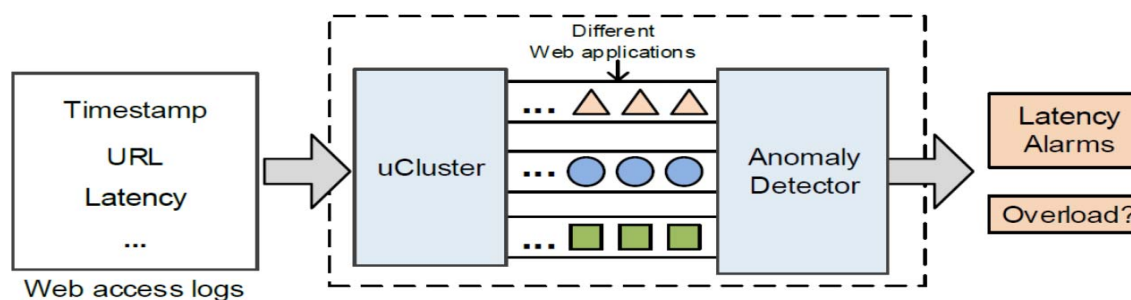 Timestamp
URL
Latency
...
Web access logs
uCluster
Different
Web applications
...
...
...
Anomaly
Detector
Latency
Alarms
Overload?